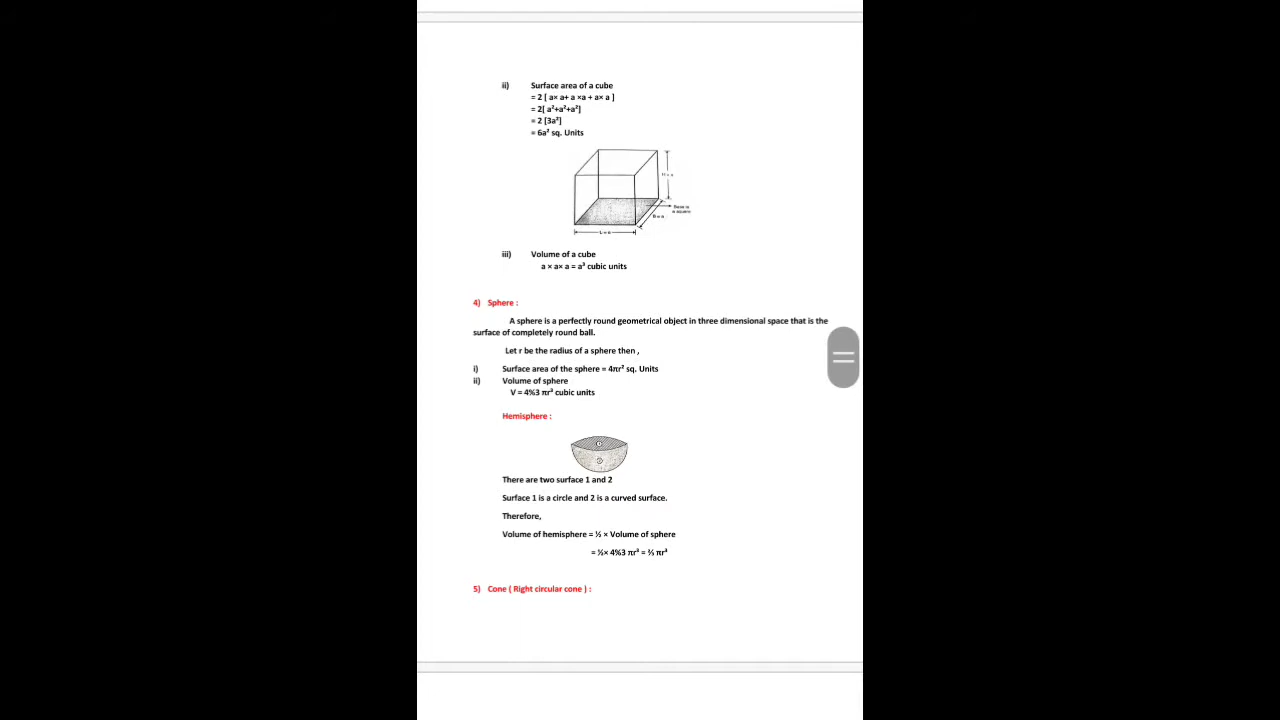 ii) Surface area of a cube
= 2 [ a× a+ a ×a + a× a ]
= 2[ a²+a²+a²]
= 2 [3a²]
= 6a² sq. Units
Base is
a square
iii) Volume of a cube
a × a× a = a³ cubic units
4) Sphere :
A sphere is a perfectly round geometrical object in three dimensional space that is the
surface of completely round ball.
Let r be the radius of a sphere then ,
i) Surface area of the sphere = 4πr² sq. Units
ii) Volume of sphere
V = 4%3 πr³ cubic units
Hemisphere :
1
2
There are two surface 1 and 2
Surface 1 is a circle and 2 is a curved surface.
Therefore,
Volume of hemisphere = ½ × Volume of sphere
= ½× 4%3 πr³ = ⅔ πr³
5) Cone ( Right circular cone ) :